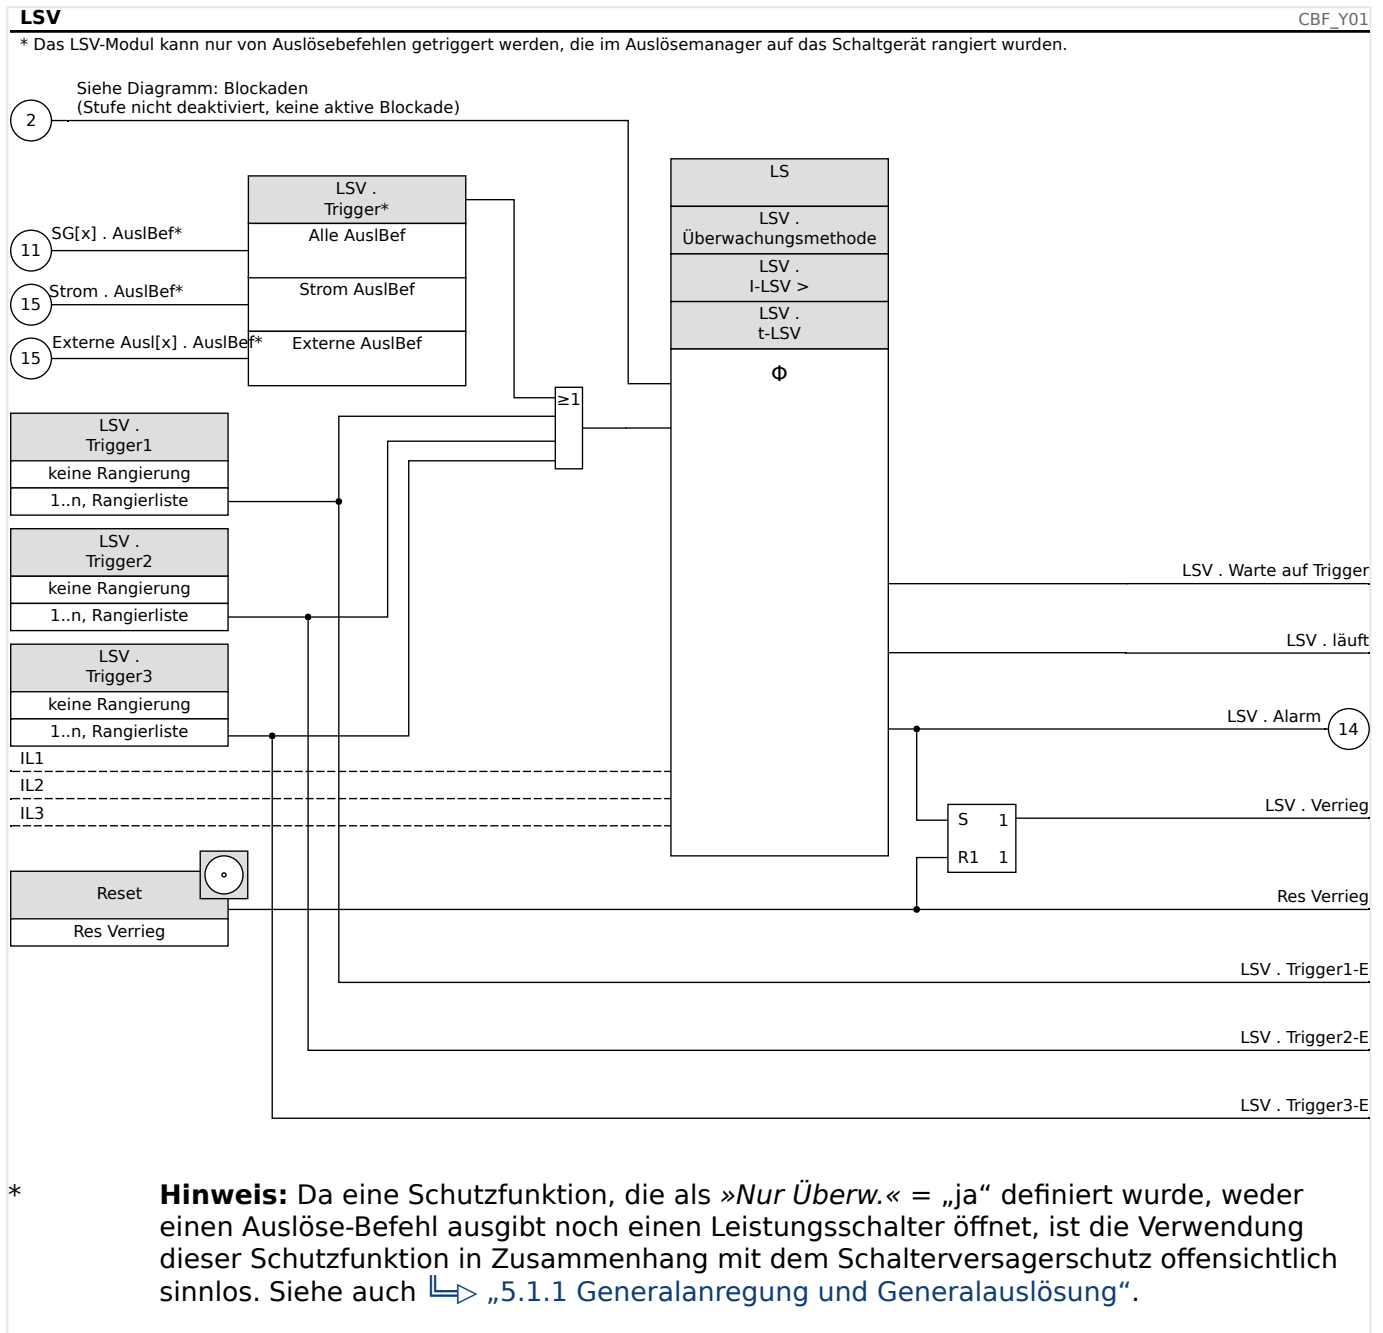 LSV
CBF_Y01
* Das LSV-Modul kann nur von Auslösebefehlen getriggert werden, die im Auslösemanager auf das Schaltgerät rangiert wurden.
Siehe Diagramm: Blockaden
(Stufe nicht deaktiviert, keine aktive Blockade)
2
LS
LSV .
Überwachungsmethode
LSV .
I-LSV >
LSV .
t-LSV
Φ
LSV .
Trigger*
Alle AuslBef
Strom AuslBef
Externe AuslBef
SG[x] . AuslBef*
11
Strom . AuslBef*
15
Externe Ausl[x] . AuslBef*
15
≥1
LSV .
Trigger1
keine Rangierung
1..n, Rangierliste
LSV .
Trigger2
keine Rangierung
1..n, Rangierliste
LSV .
Trigger3
keine Rangierung
1..n, Rangierliste
IL1
IL2
IL3
LSV . Warte auf Trigger
LSV . läuft
LSV . Alarm
14
LSV . Verrieg
S 1
R1 1
Reset
Res Verrieg
Res Verrieg
LSV . Trigger1-E
LSV . Trigger2-E
LSV . Trigger3-E
* Hinweis: Da eine Schutzfunktion, die als »Nur Überw.« = „ja“ definiert wurde, weder
einen Auslöse-Befehl ausgibt noch einen Leistungsschalter öffnet, ist die Verwendung
dieser Schutzfunktion in Zusammenhang mit dem Schalterversagerschutz offensichtlich
sinnlos. Siehe auch ╚═▷ „5.1.1 Generalanregung und Generalauslösung“.